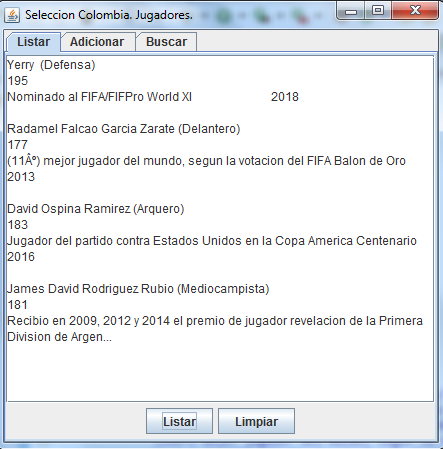 Seleccion Colombia. Jugadores.
Listar Adicionar Buscar
Yerry (Defensa)
195
Nominado al FIFA/FIFPro World XI 2018
Radamel Falcao Garcia Zarate (Delantero)
177
(11Âº) mejor jugador del mundo, segun la votacion del FIFA Balon de Oro
2013
David Ospina Ramirez (Arquero)
183
Jugador del partido contra Estados Unidos en la Copa America Centenario
2016
James David Rodriguez Rubio (Mediocampista)
181
Recibio en 2009, 2012 y 2014 el premio de jugador revelacion de la Primera
Division de Argen...
Listar Limpiar